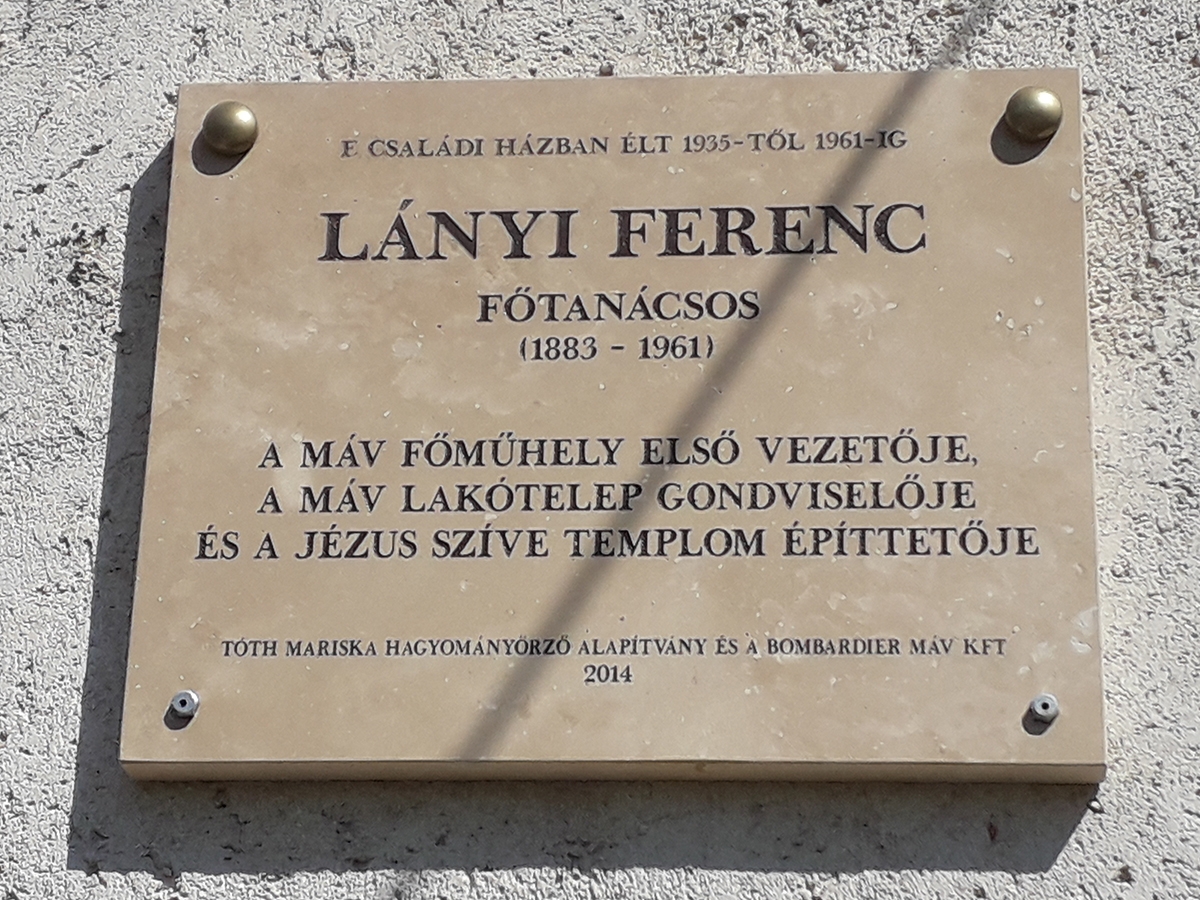 E CSALÁDI HÁZBAN ÉLT 1935-TŐL 1961-IG
LÁNYI FERENC
FŐTANÁCSOS
(1883 - 1961)
A MÁV FŐMŰHELY ELSŐ VEZETŐJE,
A MÁV LAKÓTELEP GONDVISELŐJE
ÉS A JÉZUS SZÍVE TEMPLOM ÉPÍTTETŐJE
TÓTH MARISKA HAGYOMÁNYŐRZŐ ALAPÍTVÁNY ÉS A BOMBARDIER MÁV KFT
2014